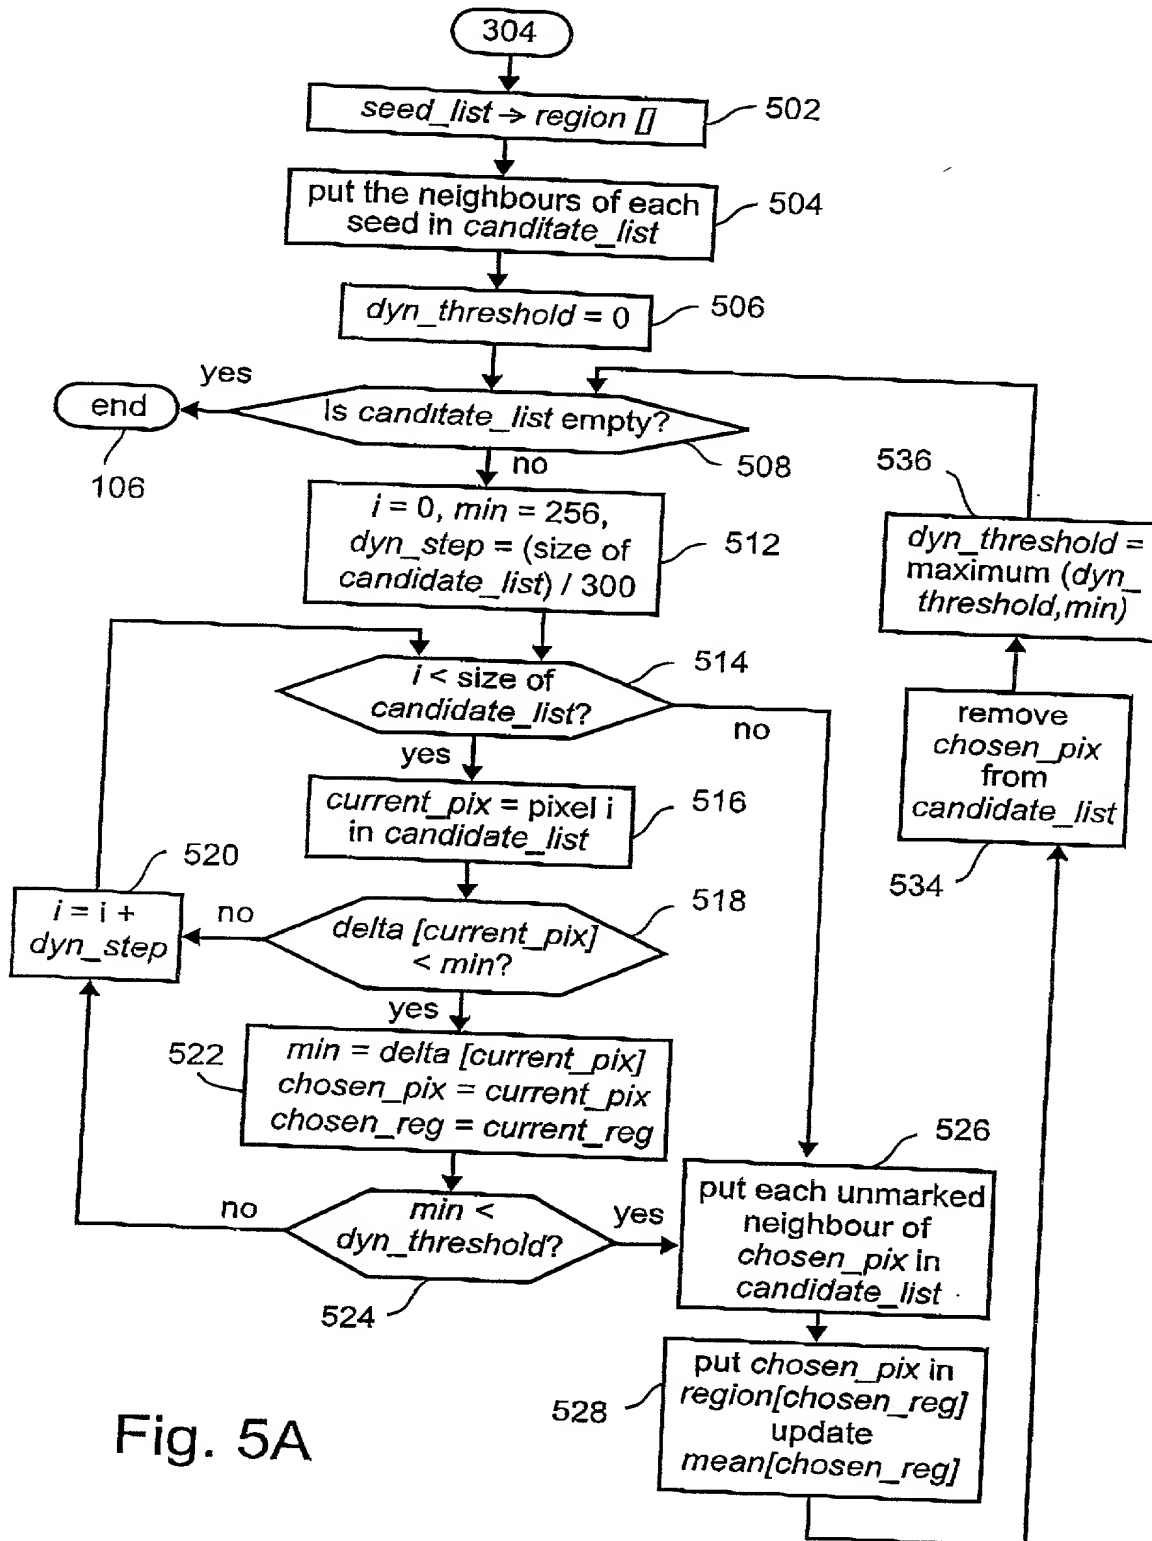 304
seed_list → region []
502
put the neighbours of each
seed in canditate_list
504
dyn_threshold = 0
506
yes
end
106
Is canditate_list empty?
508
no
i = 0, min = 256,
dyn_step = (size of
candidate_list) / 300
512
i < size of
candidate_list?
514
no
yes
current_pix = pixel i
in candidate_list
516
520
i = i +
dyn_step
no
delta [current_pix]
< min?
518
yes
522
min = delta [current_pix]
chosen_pix = current_pix
chosen_reg = current_reg
no
min <
dyn_threshold?
yes
524
526
put each unmarked
neighbour of
chosen_pix in
candidate_list
528
put chosen_pix in
region[chosen_reg]
update
mean[chosen_reg]
534
remove
chosen_pix
from
candidate_list
536
dyn_threshold =
maximum (dyn_
threshold,min)
Fig. 5A